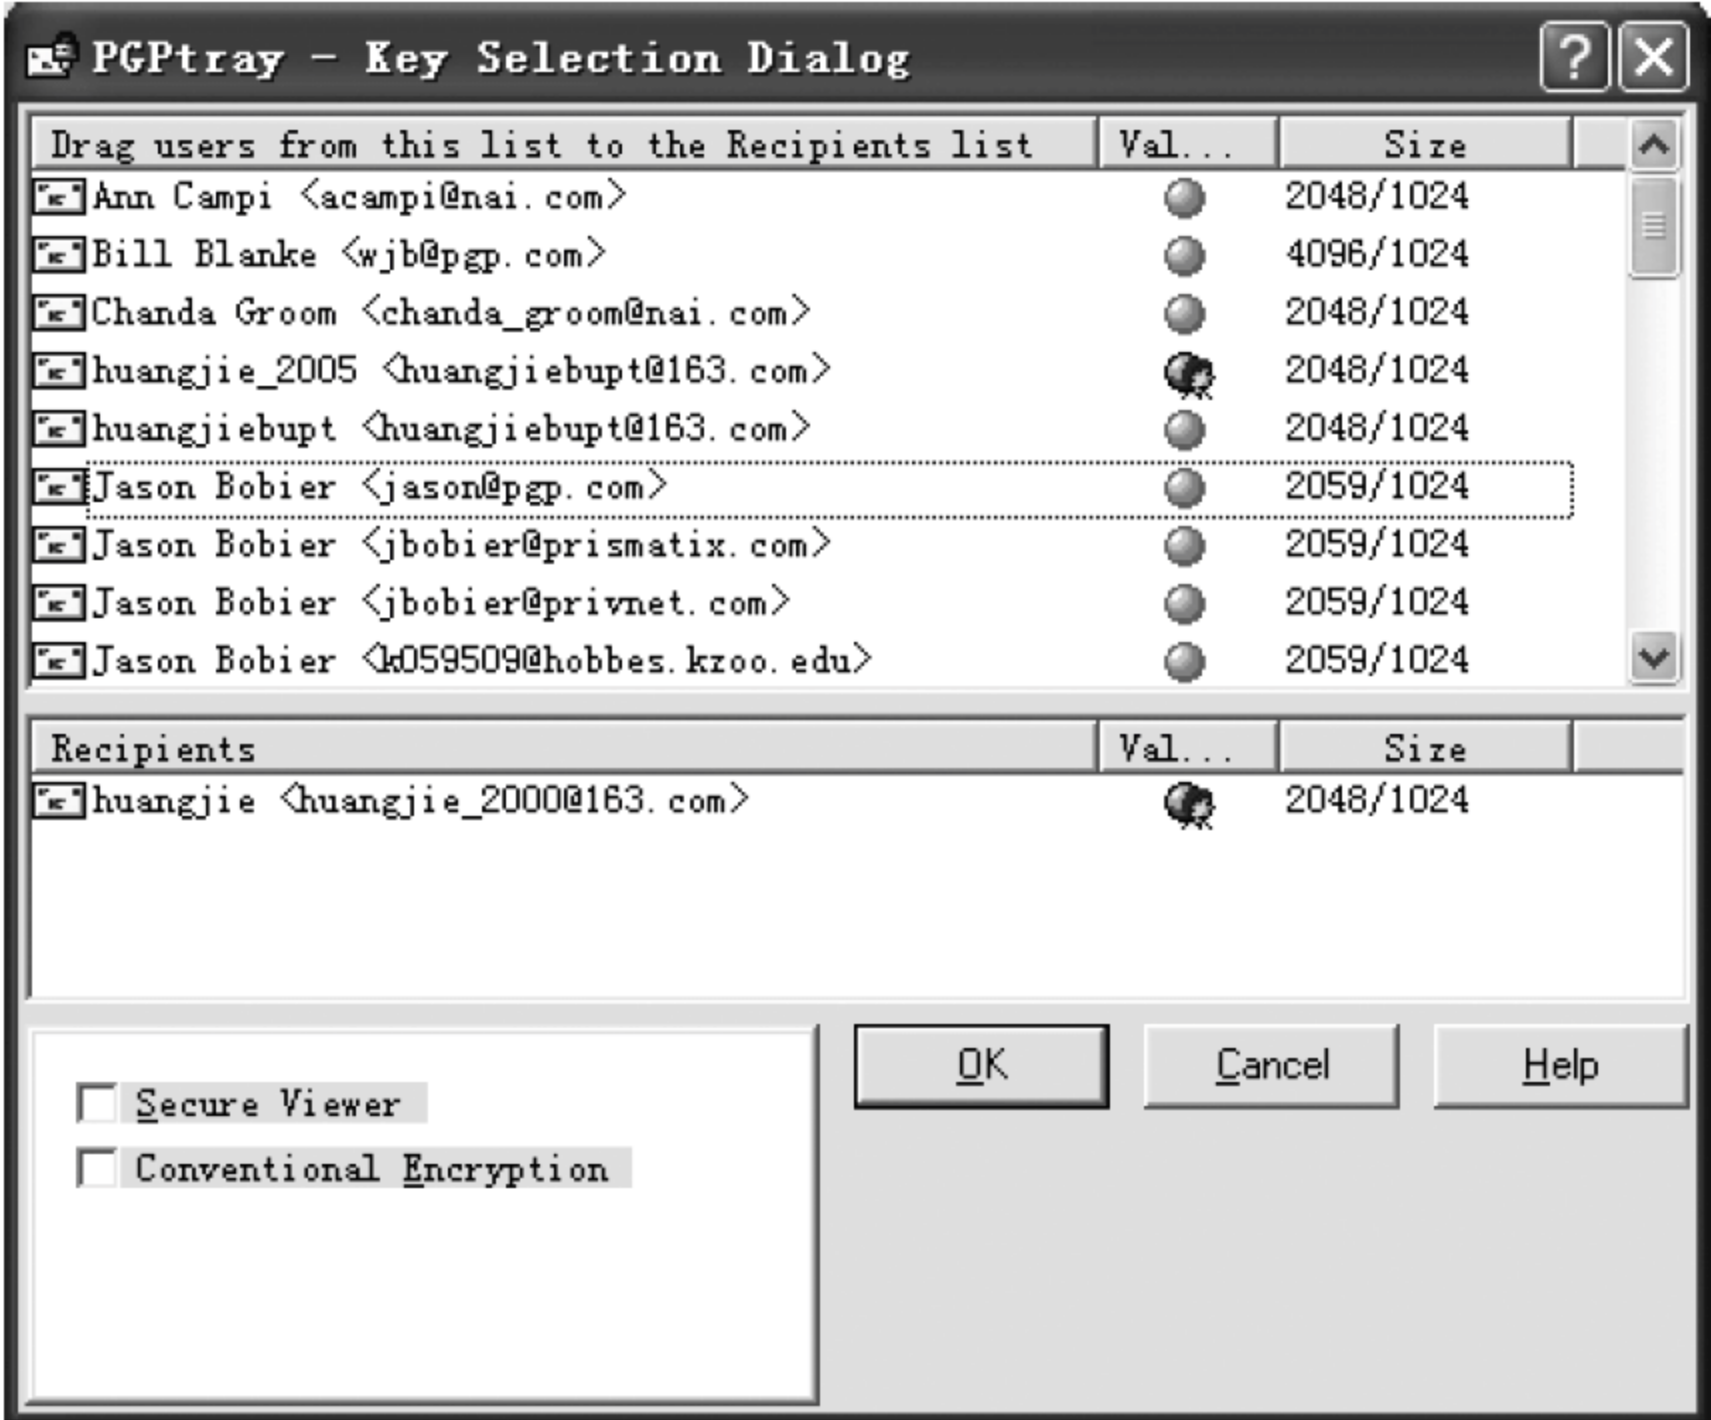 PGPtray - Key Selection Dialog
Drag users from this list to the Recipients list Val... Size
Ann Campi <acampi@nai.com> 2048/1024
Bill Blanke <wjb@pgp.com> 4096/1024
Chanda Groom <chanda_groom@nai.com> 2048/1024
huangjie_2005 <huangjiebupt@163.com> 2048/1024
huangjiebupt <huangjiebupt@163.com> 2048/1024
Jason Bobier <jason@pgp.com> 2059/1024
Jason Bobier <jbobier@prismatix.com> 2059/1024
Jason Bobier <jbobier@privnet.com> 2059/1024
Jason Bobier <k059509@hobbes.kzoo.edu> 2059/1024
Recipients Val... Size
huangjie <huangjie_2000@163.com> 2048/1024
OK Cancel Help
Secure Viewer
Conventional Encryption